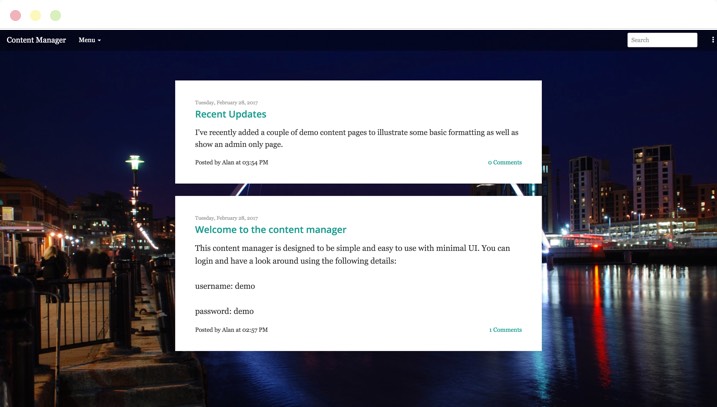 Content Manager Menu Search
Tuesday, February 28, 2017
Recent Updates
I've recently added a couple of demo content pages to illustrate some basic formatting as well as
show an admin only page.
Posted by Alan at 03:54 PM 0 Comments
Tuesday, February 28, 2017
Welcome to the content manager
This content manager is designed to be simple and easy to use with minimal UI. You can
login and have a look around using the following details:
username: demo
password: demo
Posted by Alan at 02:57 PM 1 Comments